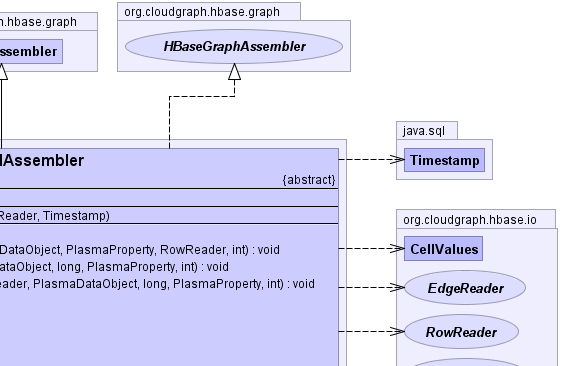 n.hbase.graph
org.cloudgraph.hbase.graph
ssembler
HBaseGraphAssembler
java.sql
Timestamp
lAssembler
{abstract}
Reader, Timestamp)
DataObject, PlasmaProperty, RowReader, int) : void
ataObject, long, PlasmaProperty, int) : void
eader, PlasmaDataObject, long, PlasmaProperty, int) : void
org.cloudgraph.hbase.io
CellValues
EdgeReader
RowReader